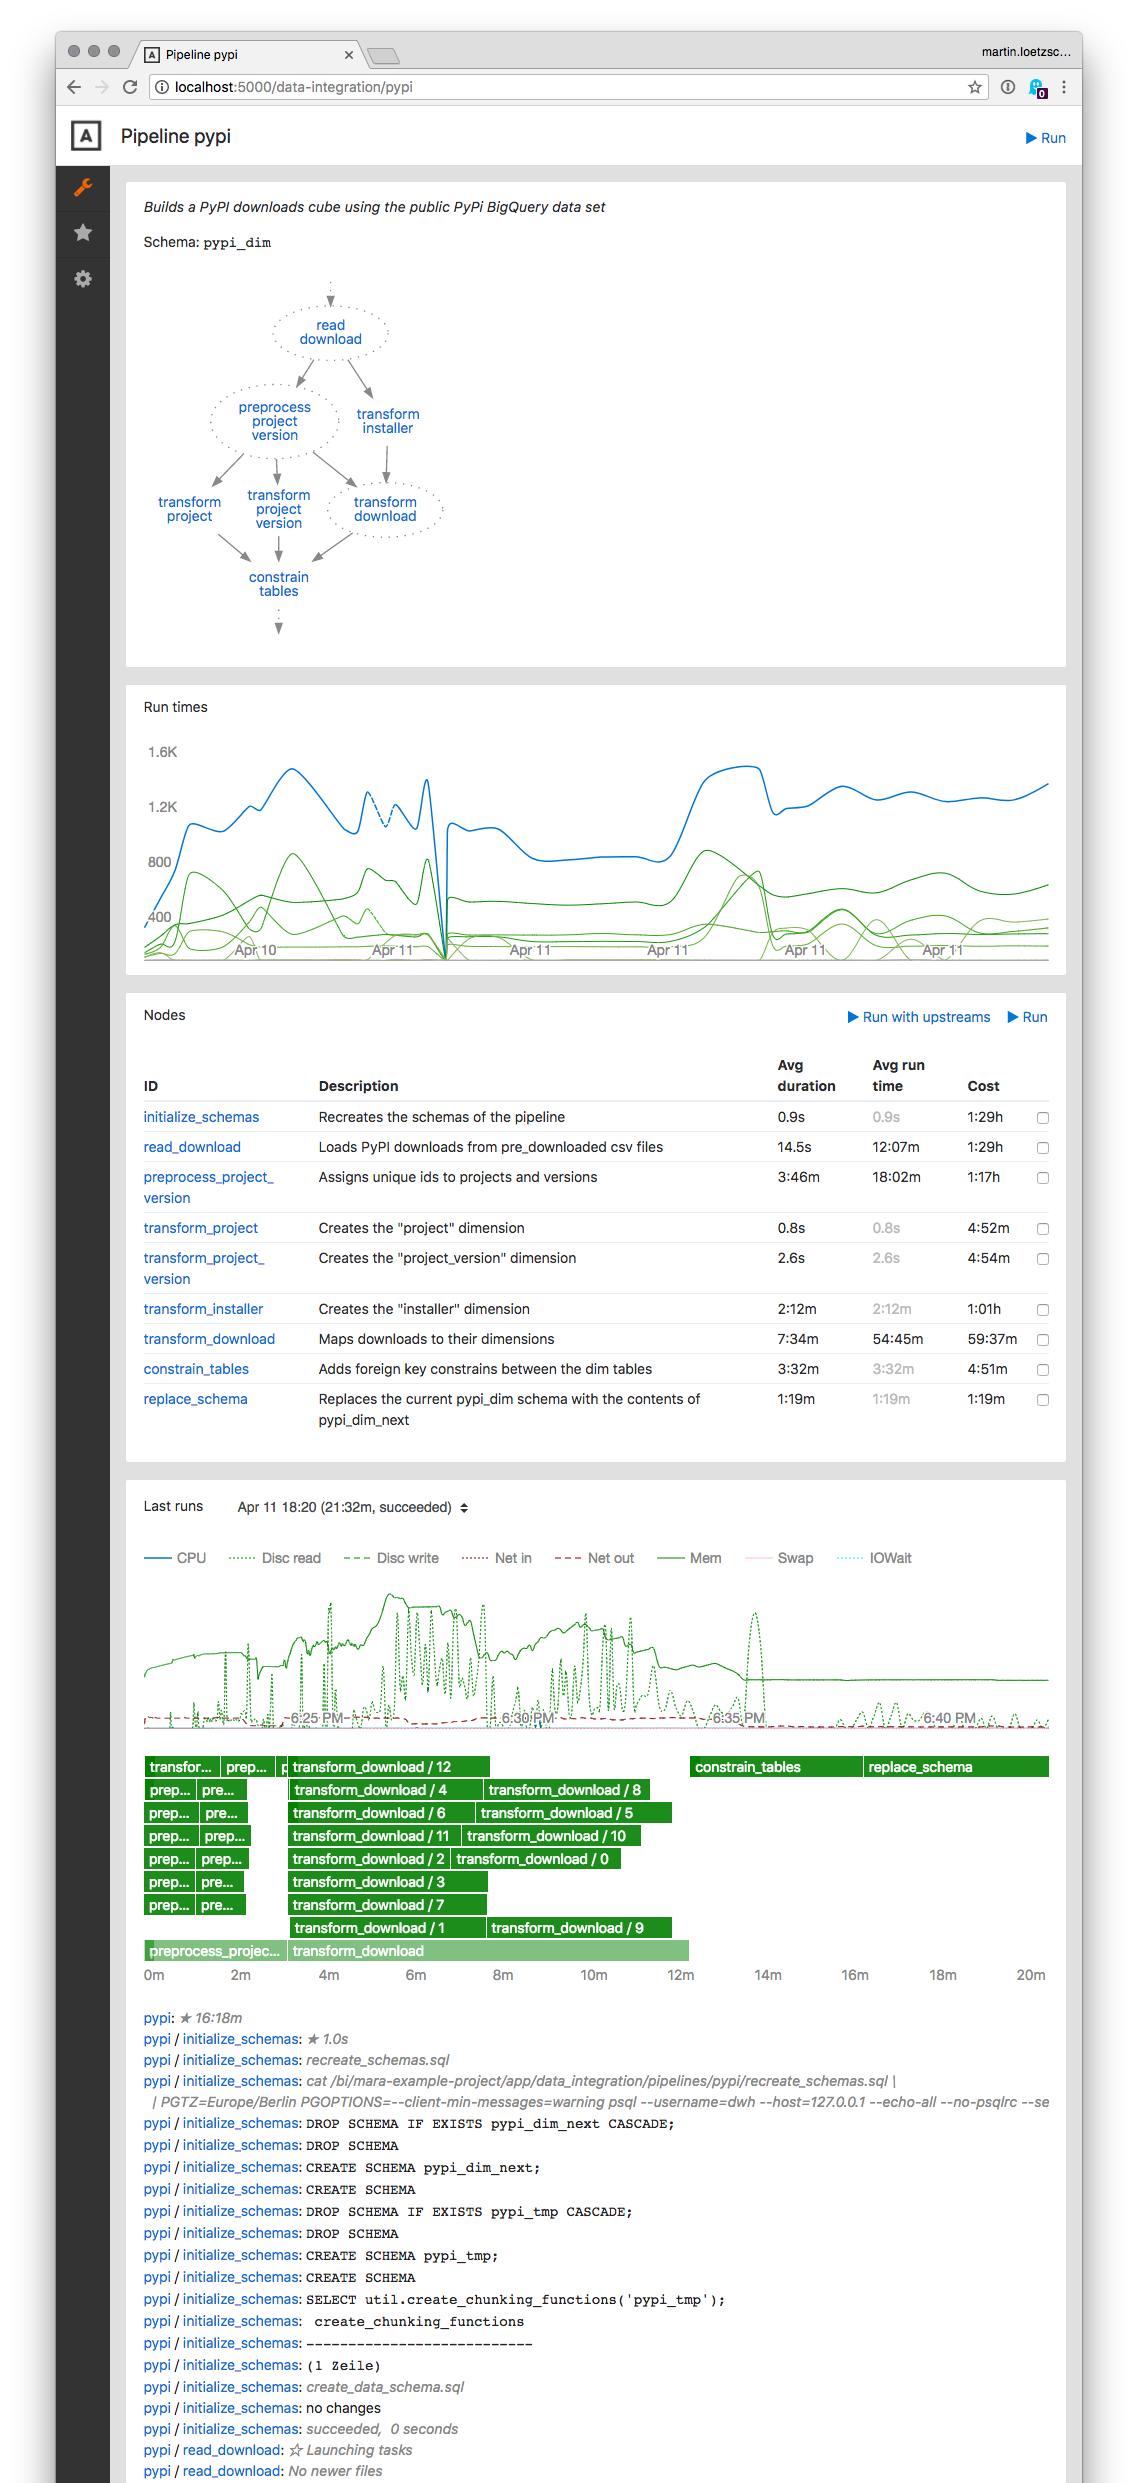 A Pipeline pypi ×
martin.loetzsc...
localhost:5000/data-integration/pypi
0
A Pipeline pypi
Run
Builds a PyPI downloads cube using the public PyPi BigQuery data set
Schema: pypi_dim
read
download
preprocess
project
version
transform
installer
transform
project
transform
project
version
transform
download
constrain
tables
Run times
1.6K
1.2K
800
400
Apr 10 Apr 11 Apr 11 Apr 11 Apr 11 Apr 11
Nodes
Run with upstreams Run
ID Description Avg duration Avg run time Cost
initialize_schemas Recreates the schemas of the pipeline 0.9s 0.9s 1:29h
read_download Loads PyPI downloads from pre_downloaded csv files 14.5s 12:07m 1:29h
preprocess_project_ Assigns unique ids to projects and versions 3:46m 18:02m 1:17h
version
transform_project Creates the "project" dimension 0.8s 0.8s 4:52m
transform_project_ Creates the "project_version" dimension 2.6s 2.6s 4:54m
version
transform_installer Creates the "installer" dimension 2:12m 2:12m 1:01h
transform_download Maps downloads to their dimensions 7:34m 54:45m 59:37m
constrain_tables Adds foreign key constrains between the dim tables 3:32m 3:32m 4:51m
replace_schema Replaces the current pypi_dim schema with the contents of 1:19m 1:19m 1:19m
pypi_dim_next
Last runs Apr 11 18:20 (21:32m, succeeded)
CPU Disc read Disc write Net in Net out Mem Swap IOWait
6:25 PM 6:30 PM 6:35 PM 6:40 PM
transfor... prep... p transform_download / 12 constrain_tables replace_schema
prep... pre... transform_download / 4 transform_download / 8
prep... pre... transform_download / 6 transform_download / 5
prep... prep... transform_download / 11 transform_download / 10
prep... prep... transform_download / 2 transform_download / 0
prep... pre... transform_download / 3
prep... pre... transform_download / 7
transform_download / 1 transform_download / 9
preprocess_projec... transform_download
0m 2m 4m 6m 8m 10m 12m 14m 16m 18m 20m
pypi: ★ 16:18m
pypi / initialize_schemas: ★ 1.0s
pypi / initialize_schemas: recreate_schemas.sql
pypi / initialize_schemas: cat /bi/mara-example-project/app/data_integration/pipelines/pypi/recreate_schemas.sql \
| PGTZ=Europe/Berlin PGOPTIONS=--client-min-messages=warning psql --username=dwh --host=127.0.0.1 --echo-all --no-psqlrc --se
pypi / initialize_schemas: DROP SCHEMA IF EXISTS pypi_dim_next CASCADE;
pypi / initialize_schemas: DROP SCHEMA
pypi / initialize_schemas: CREATE SCHEMA pypi_dim_next;
pypi / initialize_schemas: CREATE SCHEMA
pypi / initialize_schemas: DROP SCHEMA IF EXISTS pypi_tmp CASCADE;
pypi / initialize_schemas: DROP SCHEMA
pypi / initialize_schemas: CREATE SCHEMA pypi_tmp;
pypi / initialize_schemas: CREATE SCHEMA
pypi / initialize_schemas: SELECT util.create_chunking_functions('pypi_tmp');
pypi / initialize_schemas: create_chunking_functions
pypi / initialize_schemas: ---------------------------
pypi / initialize_schemas: (1 Zeile)
pypi / initialize_schemas: create_data_schema.sql
pypi / initialize_schemas: no changes
pypi / initialize_schemas: succeeded, 0 seconds
pypi / read_download: ☆ Launching tasks
pypi / read_download: No newer files